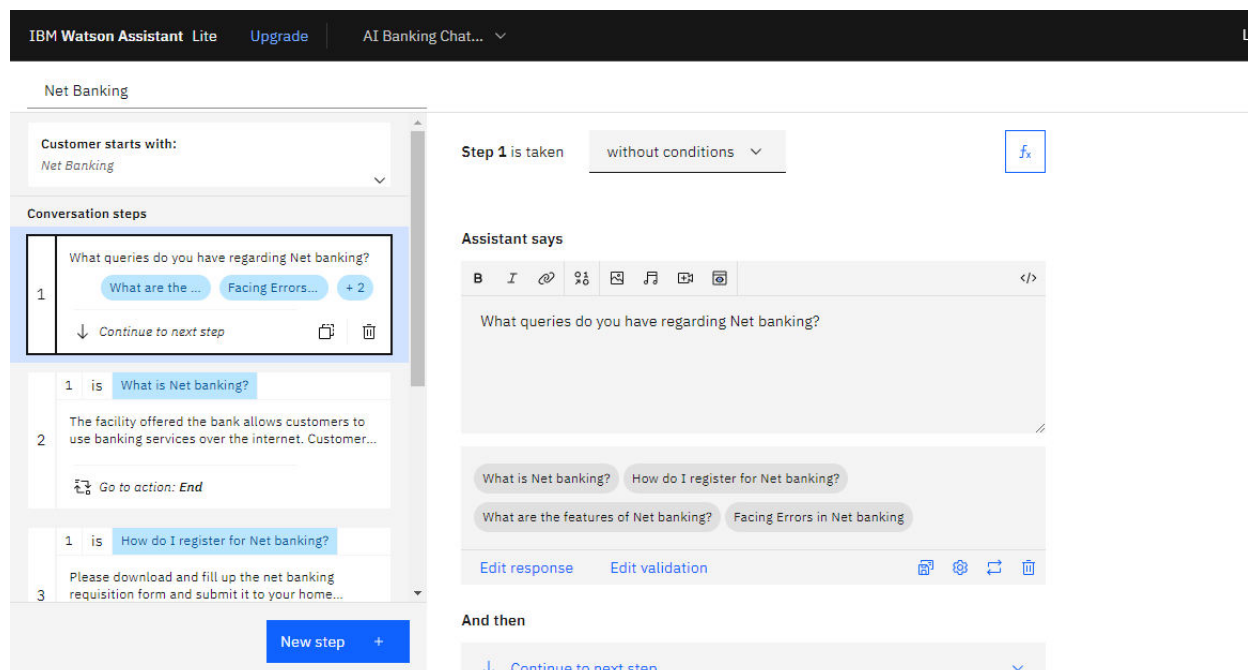 IBM Watson Assistant Lite Upgrade AI Banking Chat... L
Net Banking
Customer starts with:
Net Banking
Conversation steps
1
What queries do you have regarding Net banking?
What are the ... Facing Errors... + 2
Continue to next step
1 is What is Net banking?
2
The facility offered the bank allows customers to
use banking services over the internet. Customer...
Go to action: End
1 is How do I register for Net banking?
3
Please download and fill up the net banking
requisition form and submit it to your home...
New step +
Step 1 is taken without conditions fx
Assistant says
B I </>
What queries do you have regarding Net banking?
What is Net banking? How do I register for Net banking?
What are the features of Net banking? Facing Errors in Net banking
Edit response Edit validation
And then
Continue to next step